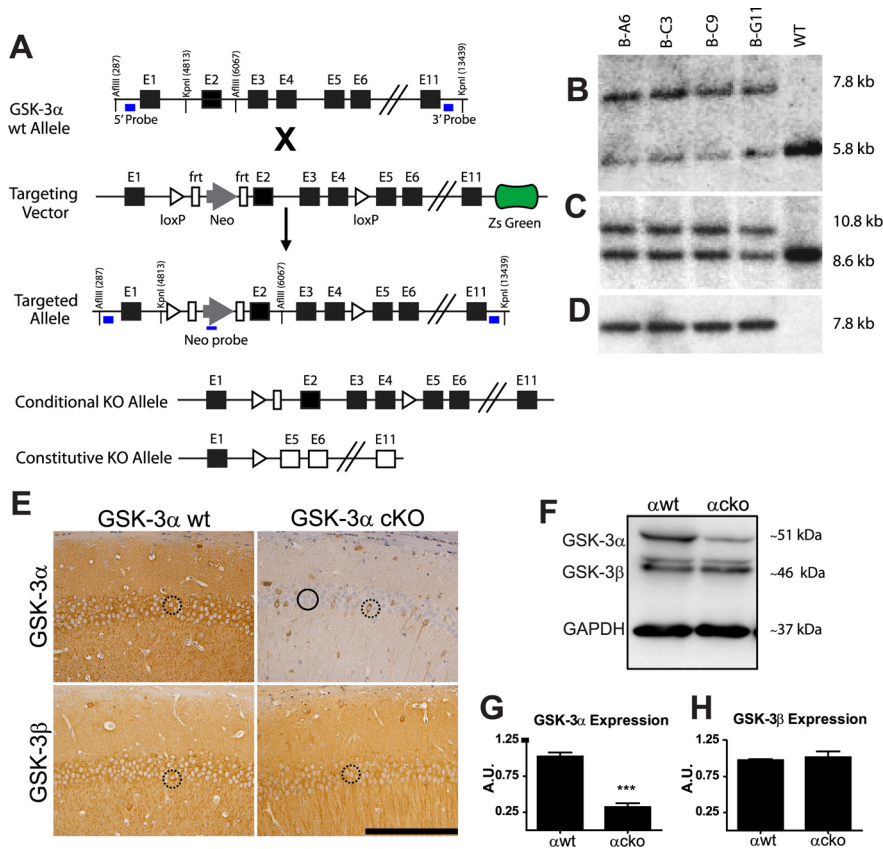 A
AflII (287)
E1
KpnI (4813)
E2
AflII (6067)
E3 E4 E5 E6 E11
KpnI (13439)
GSK-3α
wt Allele
5' Probe
3' Probe
X
E1 frt frt E2 E3 E4 E5 E6 E11
Targeting
Vector
loxP Neo loxP Zs Green
AflII (287)
E1
KpnI (4813)
E2
AflII (6067)
E3 E4 E5 E6 E11
KpnI (13439)
Targeted
Allele
Neo probe
E1 E2 E3 E4 E5 E6 E11
Conditional KO Allele
E1 E5 E6 E11
Constitutive KO Allele
B-A6 B-C3 B-C9 B-G11 WT
B
7.8 kb
5.8 kb
C
10.8 kb
8.6 kb
D
7.8 kb
E
GSK-3α wt GSK-3α cKO
GSK-3α
GSK-3β
F
αwt αcko
GSK-3α ~51 kDa
GSK-3β ~46 kDa
GAPDH ~37 kDa
G
GSK-3α Expression
1.25
0.75
0.25
A.U.
***
αwt αcko
H
GSK-3β Expression
1.25
0.75
0.25
A.U.
αwt αcko